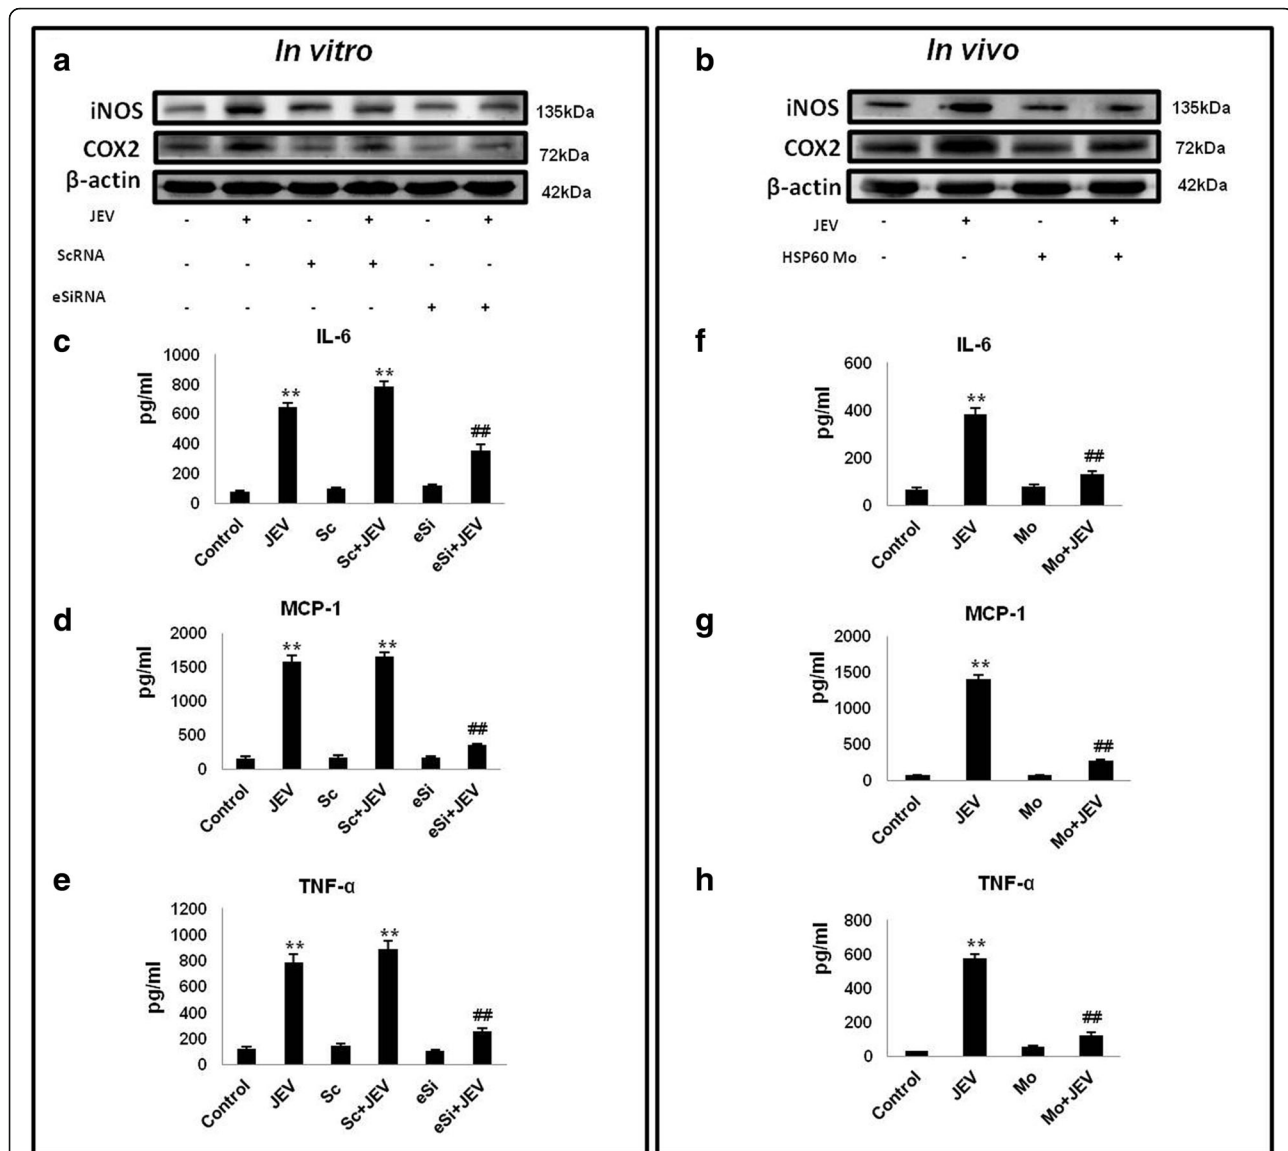 a
In vitro
iNOS
135kDa
COX2
72kDa
β-actin
42kDa
JEV - + - + - +
ScRNA - - + + - -
eSiRNA - - - - + +
c
IL-6
pg/ml
1000
800
600
400
200
0
**
**
##
Control
JEV
Sc
Sc+JEV
eSi
eSi+JEV
d
MCP-1
pg/ml
2000
1500
1000
500
0
**
**
##
Control
JEV
Sc
Sc+JEV
eSi
eSi+JEV
e
TNF-α
pg/ml
1200
1000
800
600
400
200
0
**
**
##
Control
JEV
Sc
Sc+JEV
eSi
eSi+JEV
b
In vivo
iNOS
135kDa
COX2
72kDa
β-actin
42kDa
JEV - + - +
HSP60 Mo - - + +
f
IL-6
pg/ml
600
400
200
0
**
##
Control
JEV
Mo
Mo+JEV
g
MCP-1
pg/ml
2000
1500
1000
500
0
**
##
Control
JEV
Mo
Mo+JEV
h
TNF-α
pg/ml
800
600
400
200
0
**
##
Control
JEV
Mo
Mo+JEV